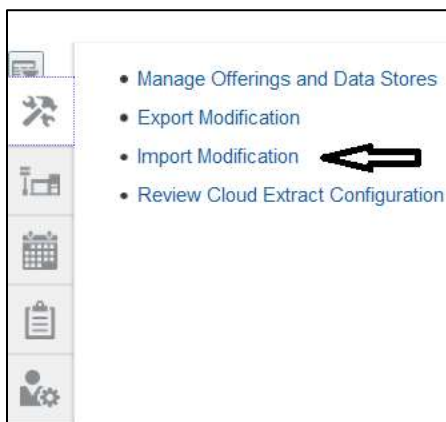 Manage Offerings and Data Stores
Export Modification
Import Modification
Review Cloud Extract Configuration